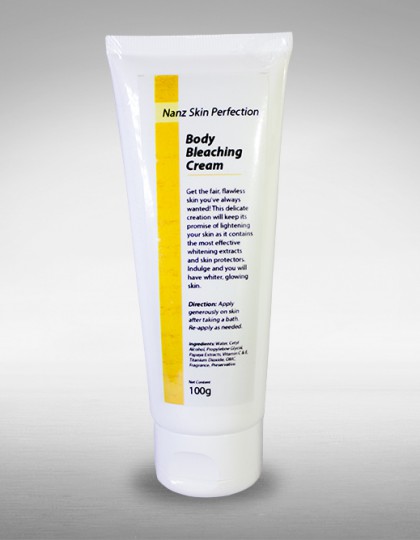 Nanz Skin Perfection
Body
Bleaching
Cream
Get the fair, flawless
skin you've always
wanted! This delicate
creation will keep its
promise of lightening
your skin as it contains
the most effective
whitening extracts
and skin protectors.
Indulge and you will
have whiter, glowing
skin.
Direction: Apply
generously on skin
after taking a bath.
Re-apply as needed.
Ingredients: Water, Cetyl
Alcohol, Propylene Glycol,
Papaya Extracts, Vitamin C & E,
Titanium Dioxide,
Fragrance, Preservative
Net Content
100g